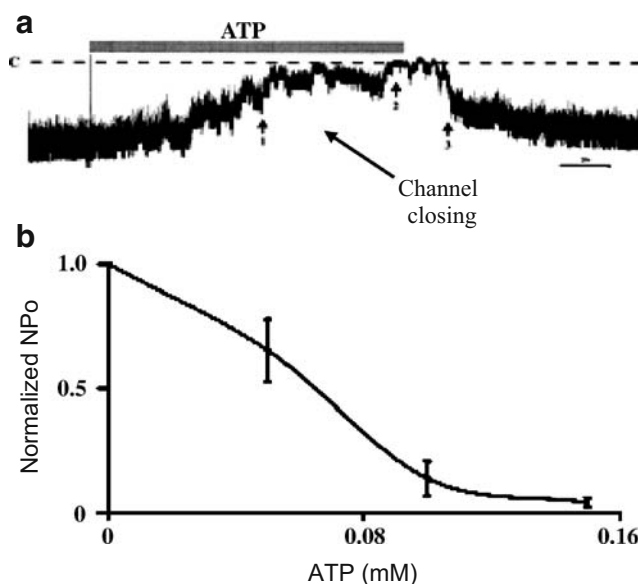 a
ATP
c
1
2
3
Channel
closing
b
Normalized NPo
1.0
0.5
0
0
0.08
0.16
ATP (mM)